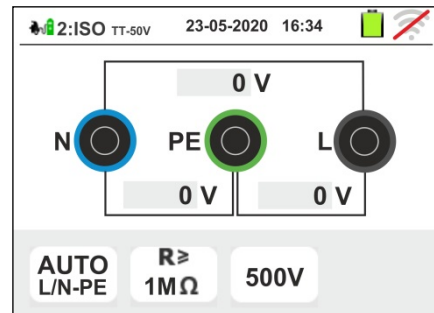 2:ISO TT-50V 23-05-2020 16:34
0 V
N PE L
0 V 0 V
AUTO R≥ 500V
L/N-PE 1MΩ